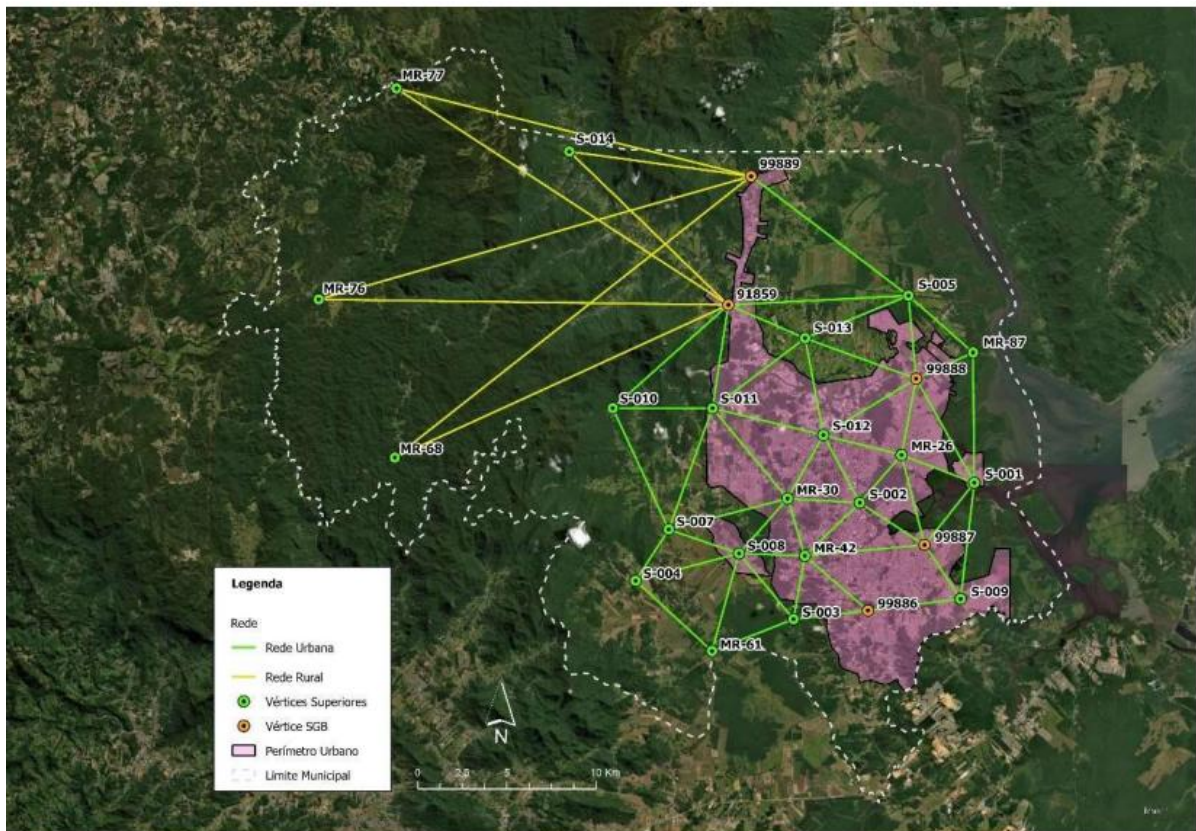 MR-77
S-014
99889
MR-76
91859
S-005
S-013
MR-87
99888
S-010
S-011
S-012
MR-68
MR-26
S-001
MR-30
S-002
S-007
99887
S-008
MR-42
S-004
S-009
99886
S-003
MR-61
Legenda
Rede
Rede Urbana
Rede Rural
Vértices Superiores
Vértice SGB
Perímetro Urbano
Limite Municipal
N
0 2,5 5 10 Km